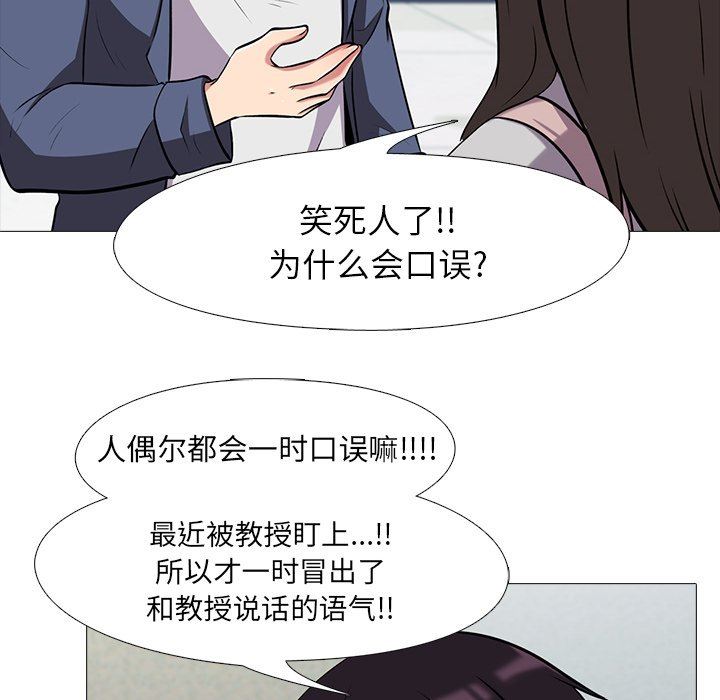 笑死人了!!
为什么会口误?
人偶尔都会一时口误嘛!!!!
最近被教授盯上...!!
所以才一时冒出了
和教授说话的语气!!